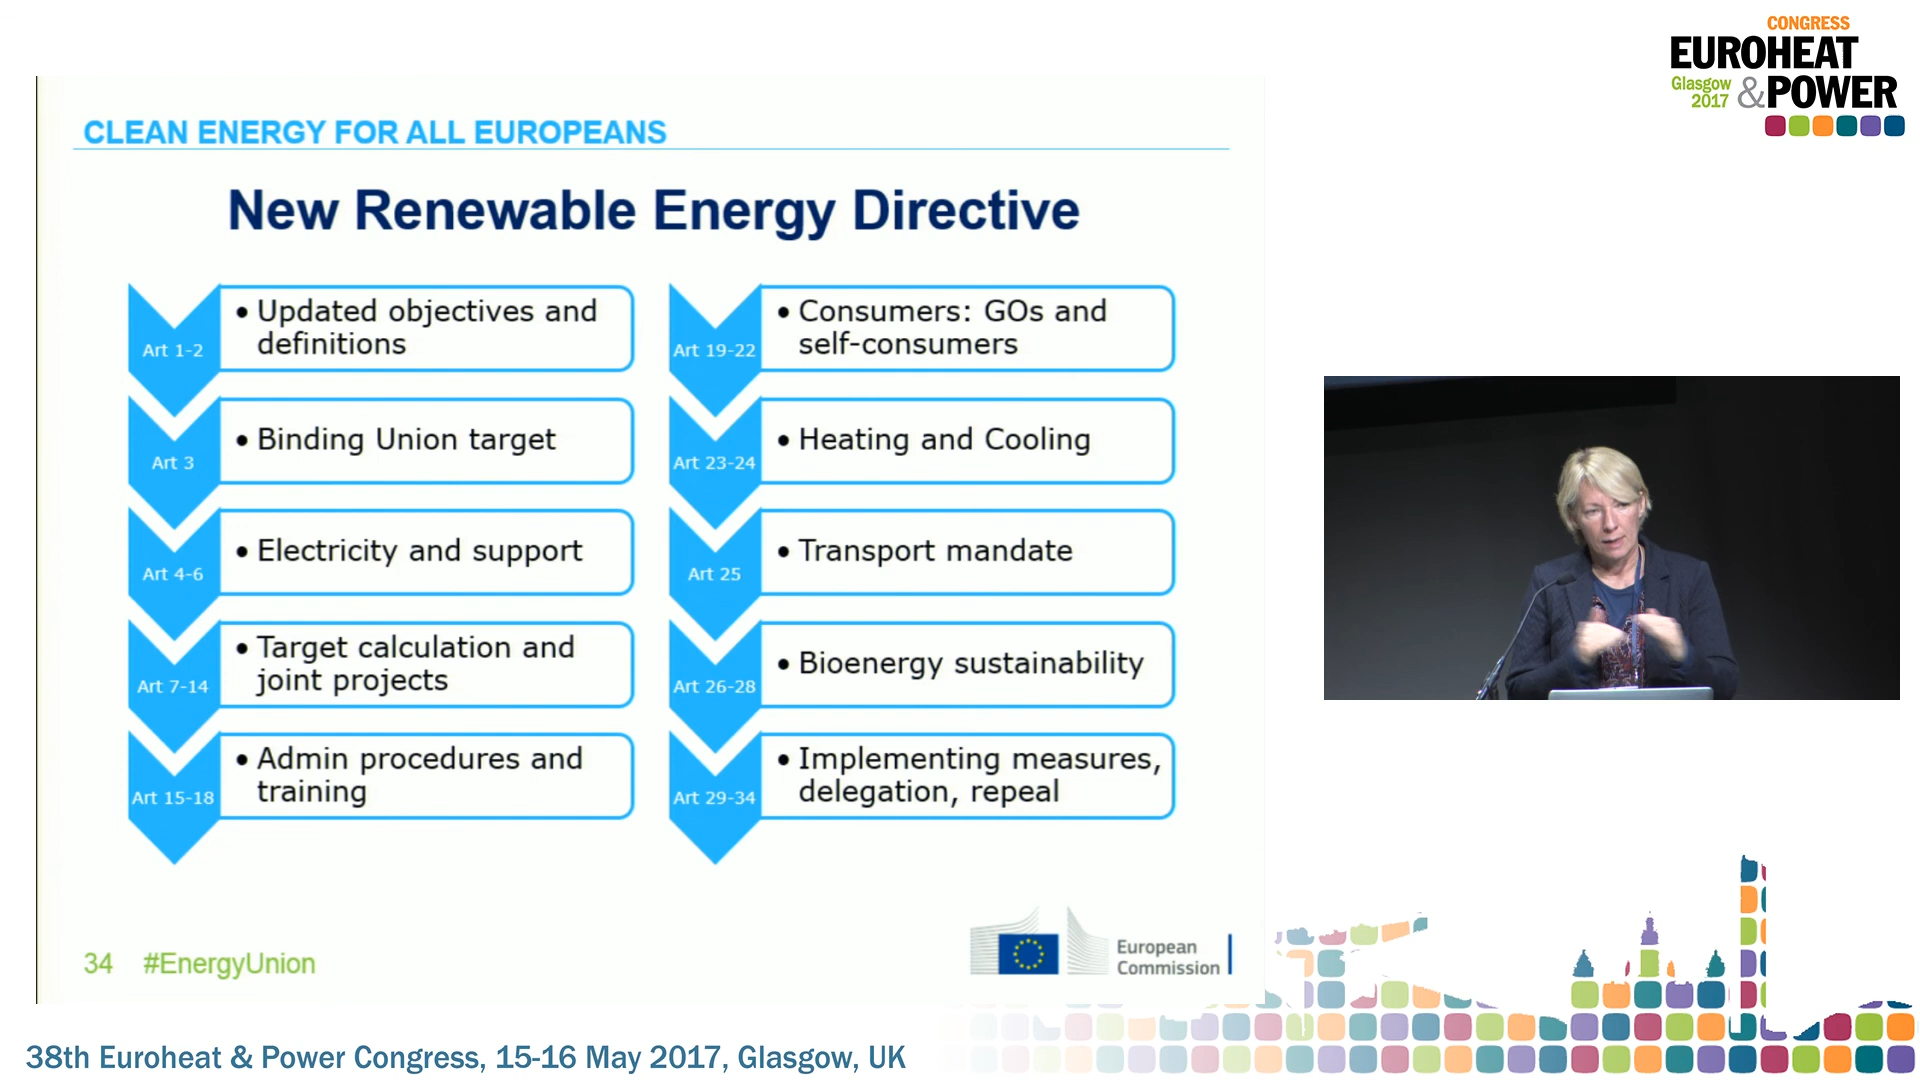 CONGRESS
EUROHEAT
Glasgow
2017
&POWER
CLEAN ENERGY FOR ALL EUROPEANS
New Renewable Energy Directive
Art 1-2
• Updated objectives and
definitions
Art 3
• Binding Union target
Art 4-6
• Electricity and support
Art 7-14
• Target calculation and
joint projects
Art 15-18
• Admin procedures and
training
Art 19-22
• Consumers: GOs and
self-consumers
Art 23-24
• Heating and Cooling
Art 25
• Transport mandate
Art 26-28
• Bioenergy sustainability
Art 29-34
• Implementing measures,
delegation, repeal
34 #EnergyUnion
European
Commission
38th Euroheat & Power Congress, 15-16 May 2017, Glasgow, UK